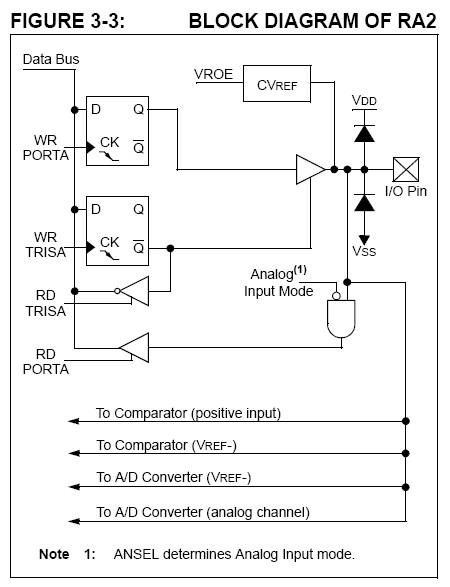 FIGURE 3-3: BLOCK DIAGRAM OF RA2
Data Bus
VROE
CVREF
VDD
D Q
WR
PORTA
CK Q
I/O Pin
D Q
WR
TRISA
CK Q
VSS
Analog(1)
Input Mode
RD
TRISA
RD
PORTA
To Comparator (positive input)
To Comparator (VREF-)
To A/D Converter (VREF-)
To A/D Converter (analog channel)
Note 1: ANSEL determines Analog Input mode.